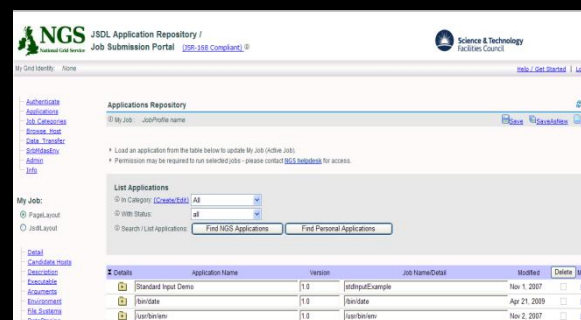 NGS
National Grid Service
JSDL Application Repository /
Job Submission Portal (JSR-168 Compliant)
Science & Technology
Facilities Council
My Grid Identity None
Help / Get Started |
Authenticate
Applications
Job Categories
Browse Host
Data Transfer
SrbHdasEnv
Admin
Info
Applications Repository
My Job: JobProfile name
Save SaveAsNew
Load an application from the table below to update My Job (Active Job).
Permission may be required to run selected jobs - please contact NGS helpdesk for access.
List Applications
In Category: (Create/Edit) All
With Status: all
Search / List Applications: Find NGS Applications Find Personal Applications
My Job:
PageLayout
JsdlLayout
Detail
Candidate Hosts
Description
Executable
Arguments
Environment
File Systems
Details Application Name Version Job Name/Detail Modified Delete
Standard Input Demo 1.0 stdInputExample Nov 1, 2007
/bin/date 1.0 /bin/date Apr 21, 2009
/usr/bin/env 1.0 /usr/bin/env Nov 2, 2007